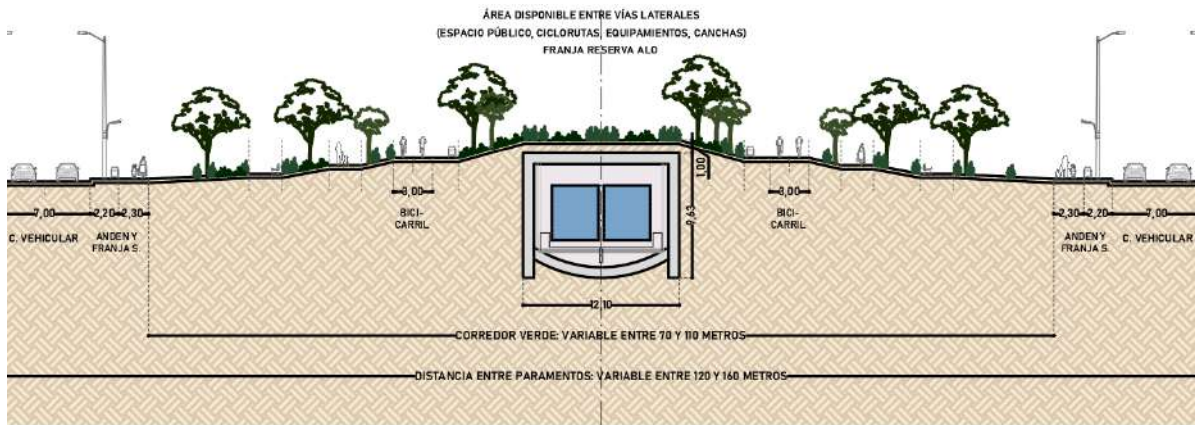 ÁREA DISPONIBLE ENTRE VÍAS LATERALES
(ESPACIO PÚBLICO, CICLORUTAS, EQUIPAMIENTOS, CANCHAS)
FRANJA RESERVA ALO
7,00
2,20
2,30
3,00
1,00
9,63
3,00
2,30
2,20
7,00
C. VEHICULAR
ANDEN Y
FRANJA S.
BICI-
CARRIL
BICI-
CARRIL
ANDEN Y
FRANJA S.
C. VEHICULAR
12,10
CORREDOR VERDE: VARIABLE ENTRE 70 Y 110 METROS
DISTANCIA ENTRE PARAMENTOS: VARIABLE ENTRE 120 Y 160 METROS